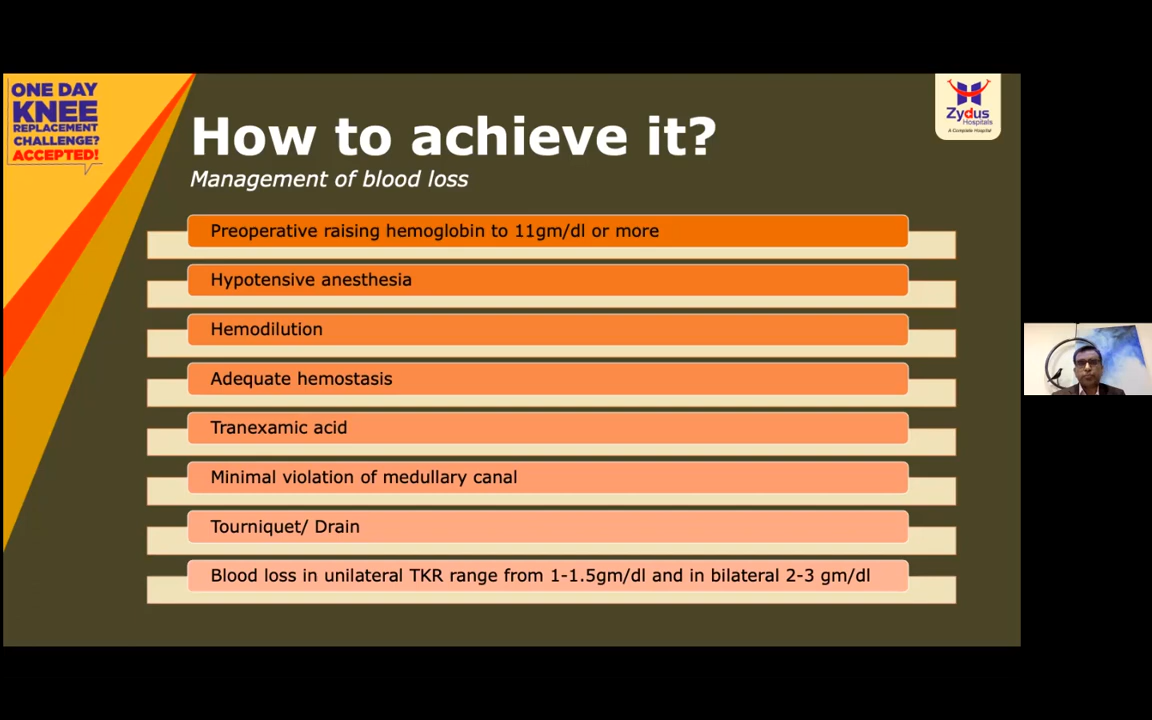 ONE DAY
KNEE
REPLACEMENT
CHALLENGE?
ACCEPTED!
Zydus
Hospitals
A Complete Hospital
How to achieve it?
Management of blood loss
Preoperative raising hemoglobin to 11gm/dl or more
Hypotensive anesthesia
Hemodilution
Adequate hemostasis
Tranexamic acid
Minimal violation of medullary canal
Tourniquet/ Drain
Blood loss in unilateral TKR range from 1-1.5gm/dl and in bilateral 2-3 gm/dl